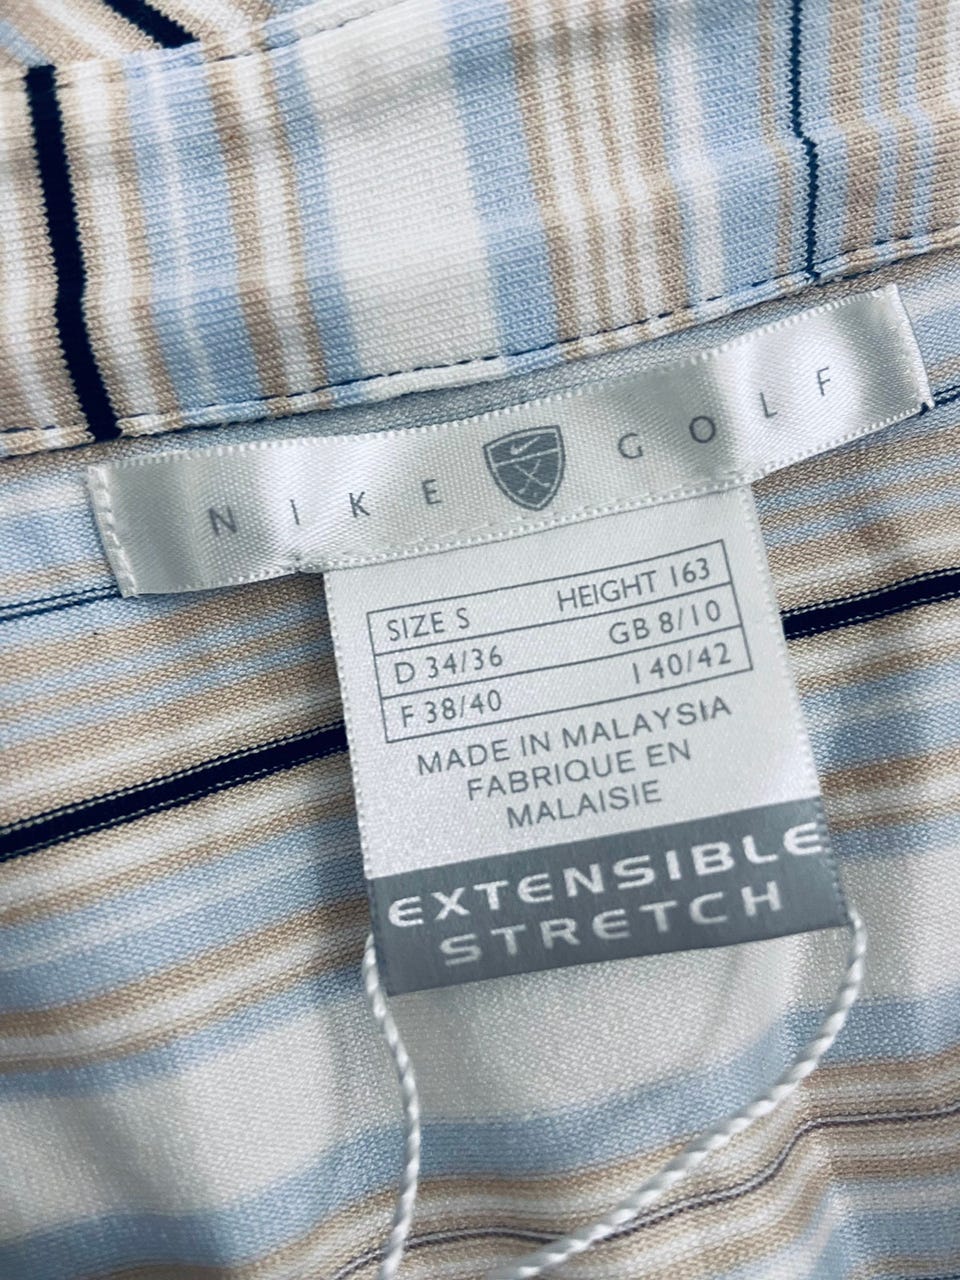 NIKE GOLF
SIZE S HEIGHT 163
D 34/36 GB 8/10
F 38/40 I 40/42
MADE IN MALAYSIA
FABRIQUE EN
MALAISIE
EXTENSIBLE
STRETCH